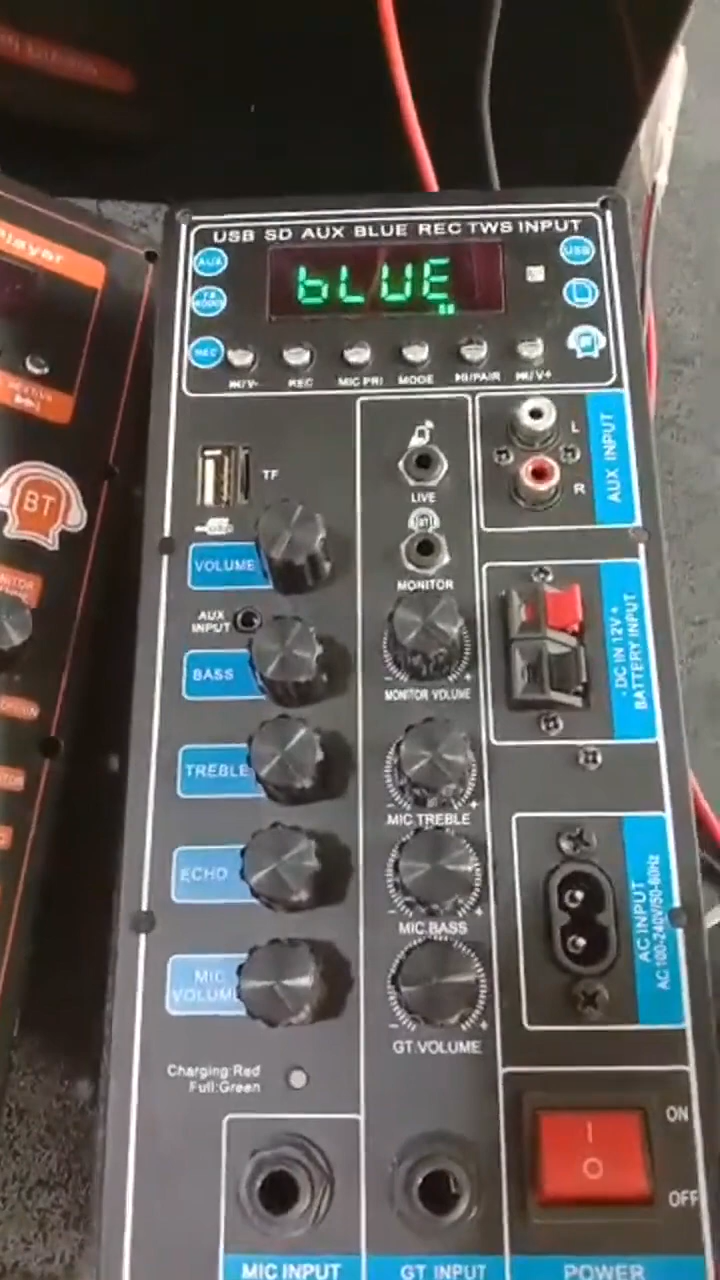 USB SD AUX BLUE REC TWS INPUT
AUX
USB
bLUE
REC
BT
REC
MIC PRI
MODE
TF
LIVE
L
R
AUX INPUT
VOLUME
MONITOR
AUX
INPUT
BASS
MONITOR VOLUME
- DC IN 12V +
BATTERY INPUT
TREBLE
MIC TREBLE
ECHO
MIC BASS
AC INPUT
AC 100-240V/50-60Hz
MIC
VOLUME
GT.VOLUME
Charging:Red
Full:Green
ON
OFF
MIC INPUT
GT INPUT
POWER
BT